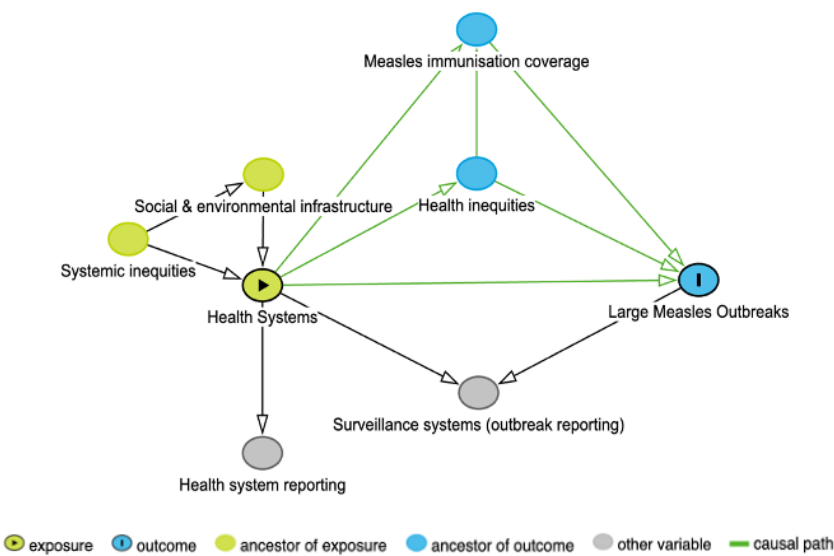 Measles immunisation coverage
Social & environmental infrastructure
Health inequities
Systemic inequities
Health Systems
Large Measles Outbreaks
Surveillance systems (outbreak reporting)
Health system reporting
exposure
outcome
ancestor of exposure
ancestor of outcome
other variable
causal path